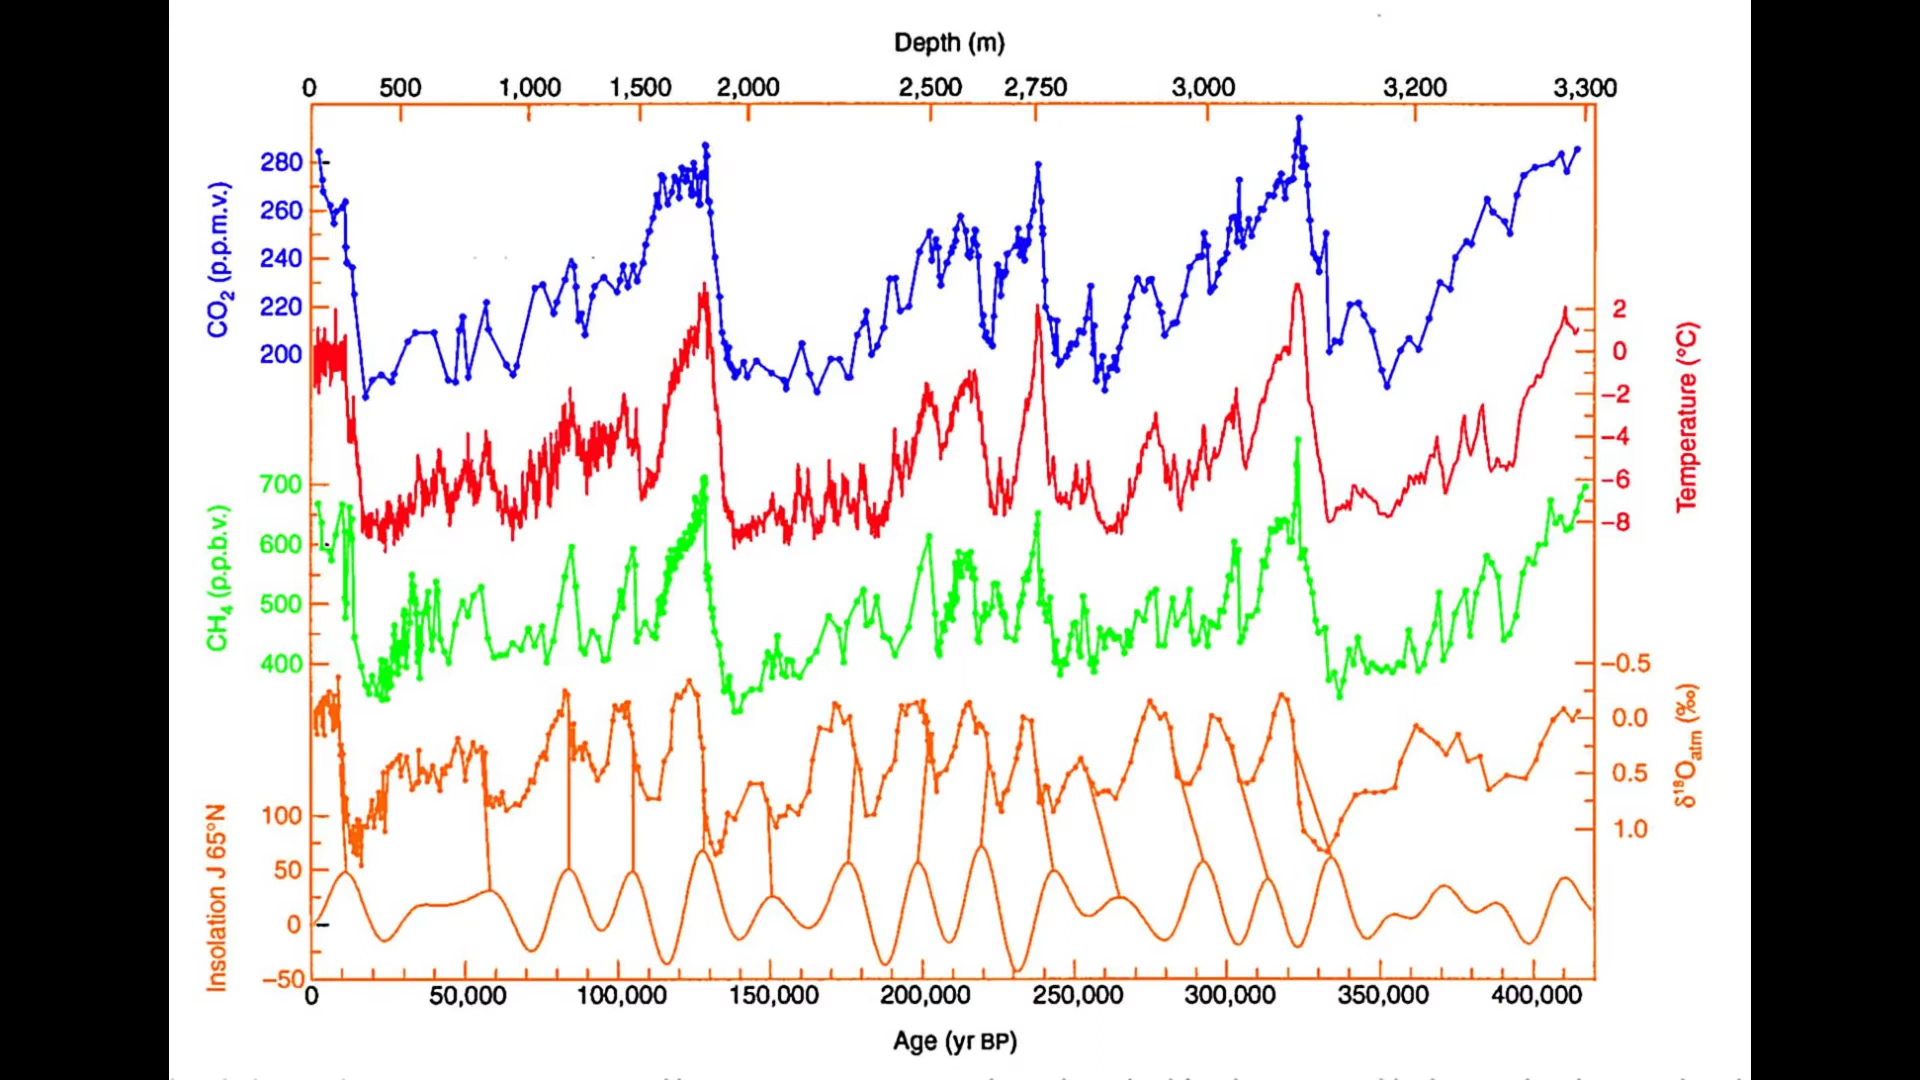 Depth (m)
0 500 1,000 1,500 2,000 2,500 2,750 3,000 3,200 3,300
CO2 (p.p.m.v.)
280
260
240
220
200
Temperature (°C)
2
0
–2
–4
–6
–8
CH4 (p.p.b.v.)
700
600
500
400
δ18Oatm (‰)
–0.5
0.0
0.5
1.0
Insolation J 65°N
100
50
0
–50
0 50,000 100,000 150,000 200,000 250,000 300,000 350,000 400,000
Age (yr BP)